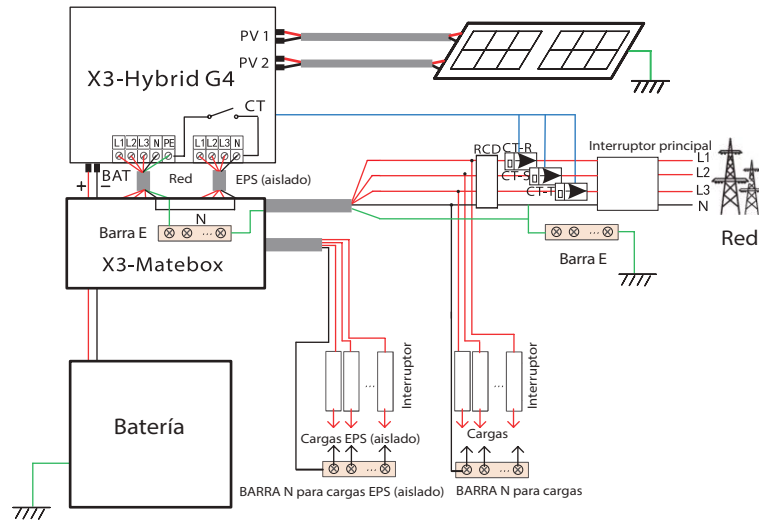 PV 1
PV 2
X3-Hybrid G4
CT
L1 L2 L3 N PE
L1 L2 L3 N
BAT
+
−
Red
EPS (aislado)
RCD
CT-R
CT-S
CT-T
Interruptor principal
L1
L2
L3
N
Red
N
Barra E
...
X3-Matebox
...
Barra E
Batería
...
Interruptor
Cargas EPS (aislado)
...
BARRA N para cargas EPS (aislado)
...
Interruptor
Cargas
...
BARRA N para cargas